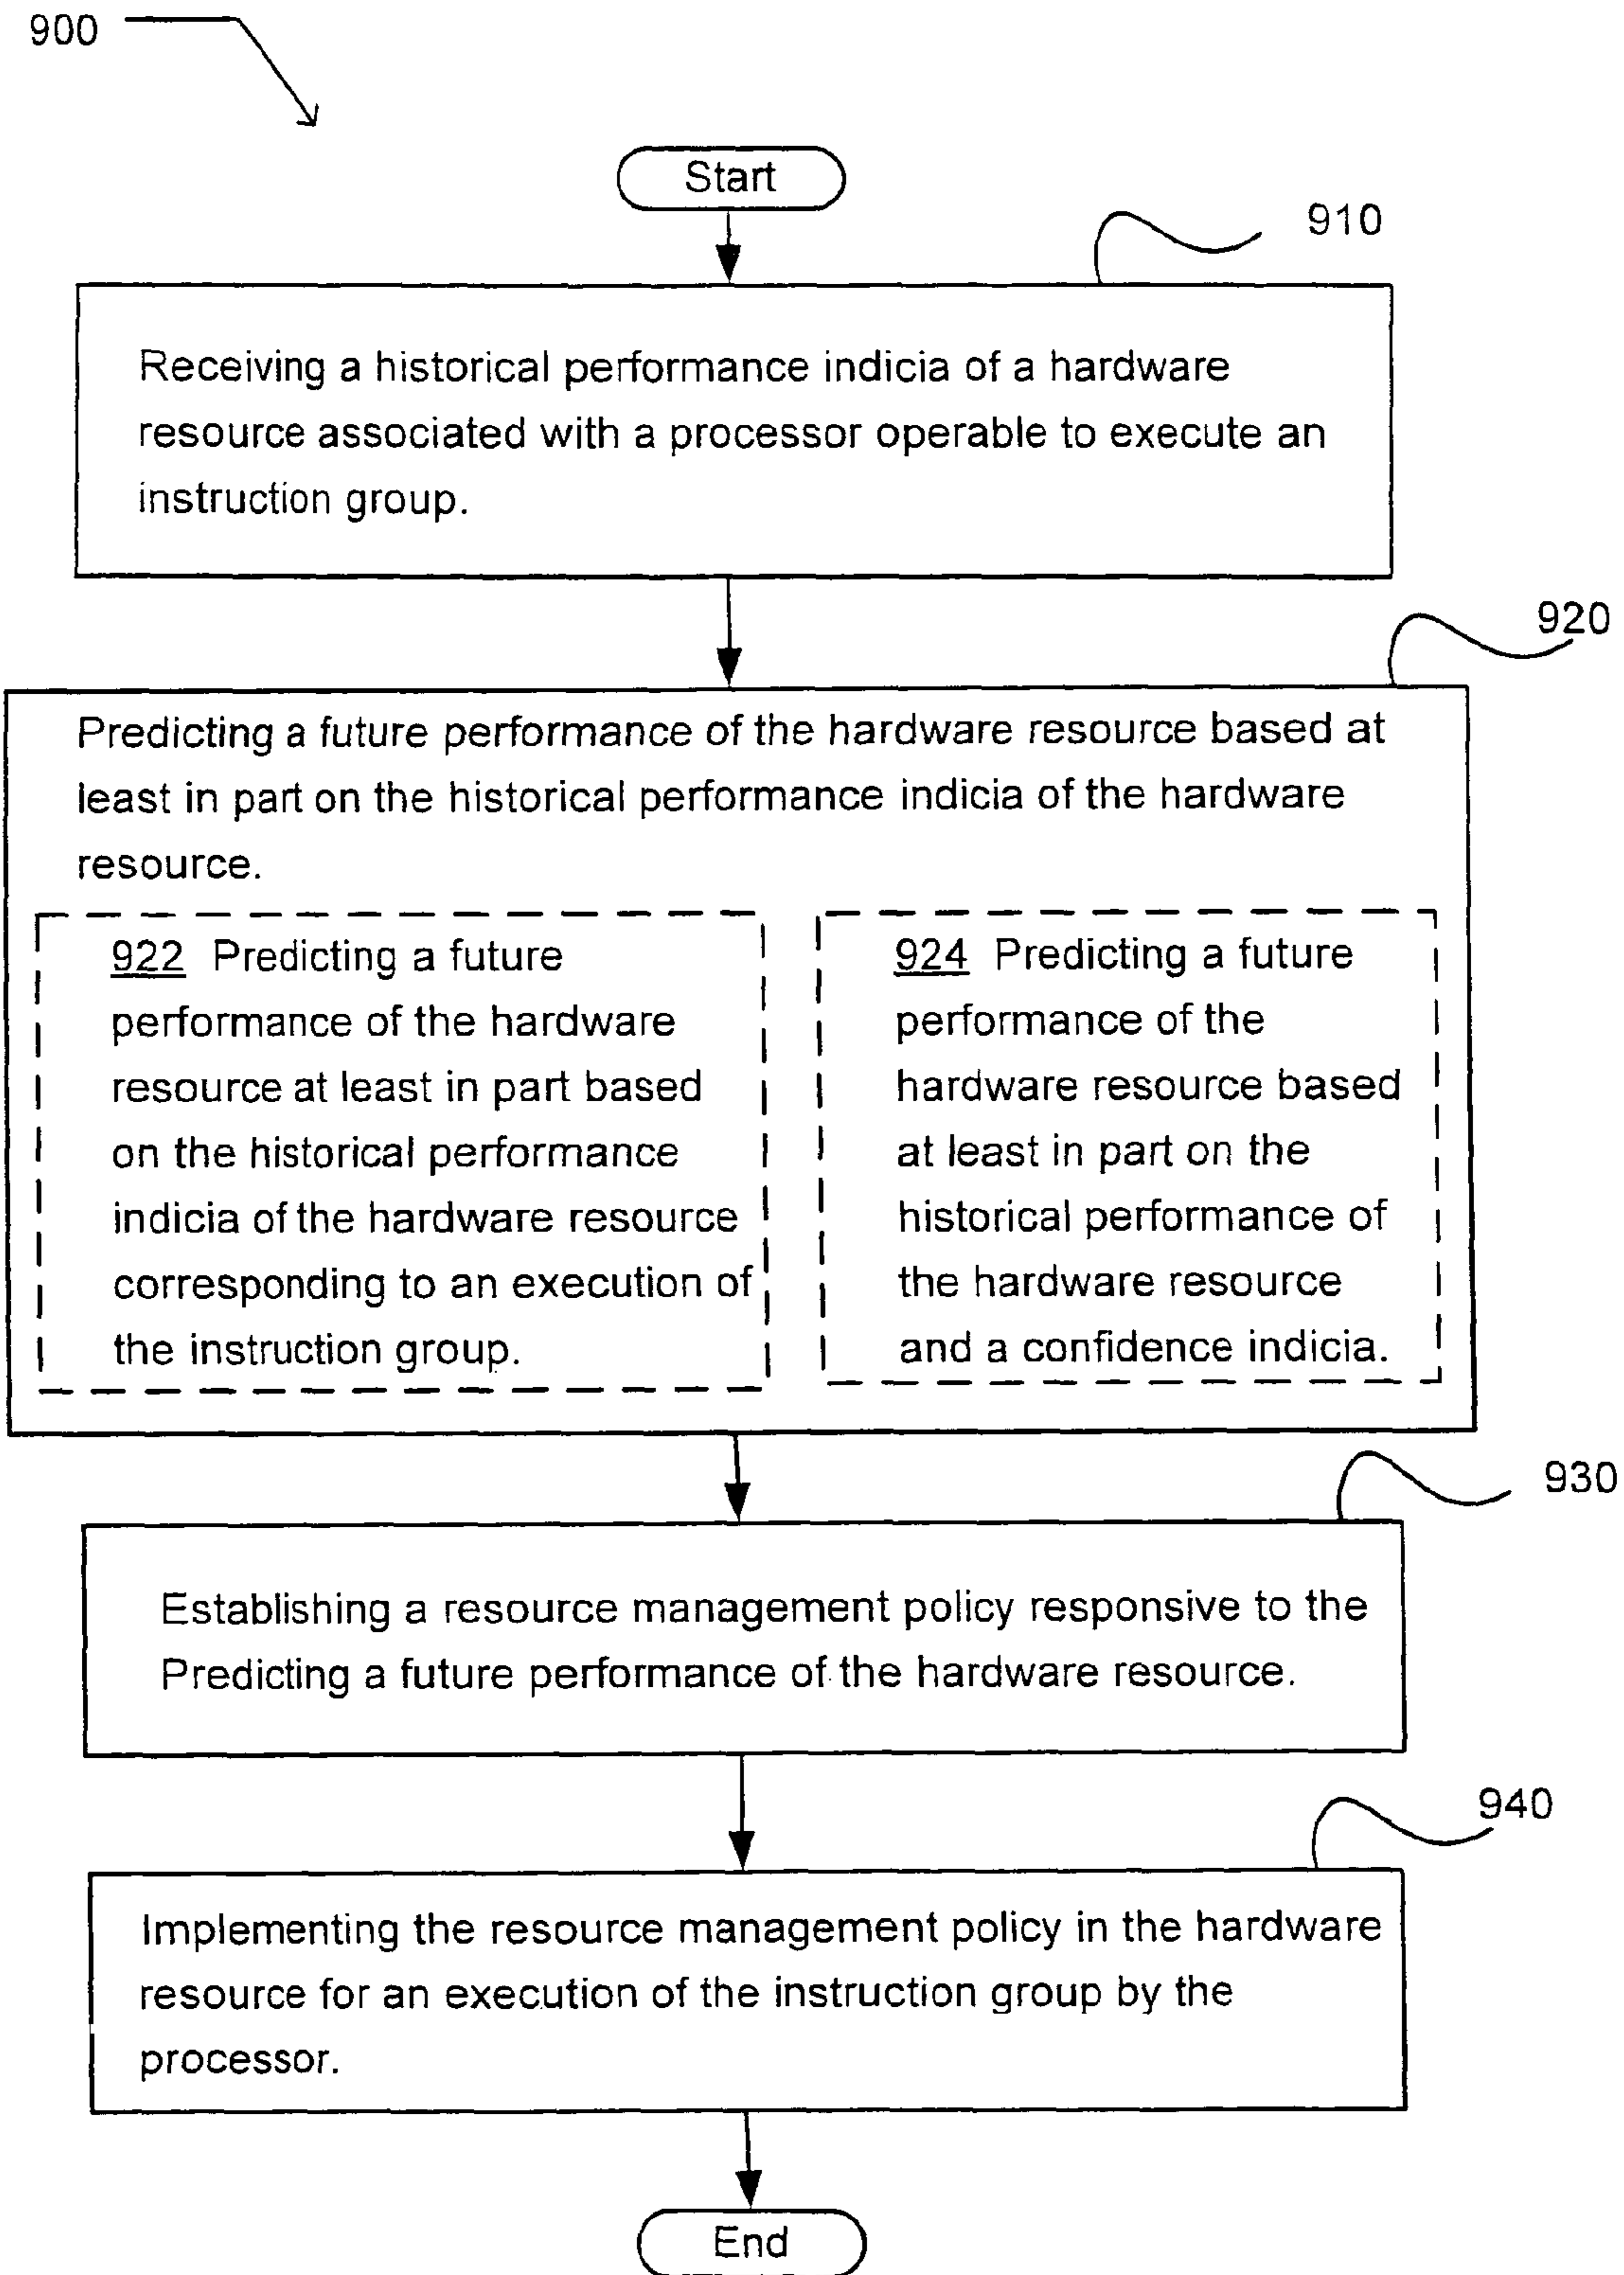 900
Start
910
Receiving a historical performance indicia of a hardware
resource associated with a processor operable to execute an
instruction group.
920
Predicting a future performance of the hardware resource based at
least in part on the historical performance indicia of the hardware
resource.
922 Predicting a future
performance of the hardware
resource at least in part based
on the historical performance
indicia of the hardware resource
corresponding to an execution of
the instruction group.
924 Predicting a future
performance of the
hardware resource based
at least in part on the
historical performance of
the hardware resource
and a confidence indicia.
930
Establishing a resource management policy responsive to the
Predicting a future performance of the hardware resource.
940
Implementing the resource management policy in the hardware
resource for an execution of the instruction group by the
processor.
End